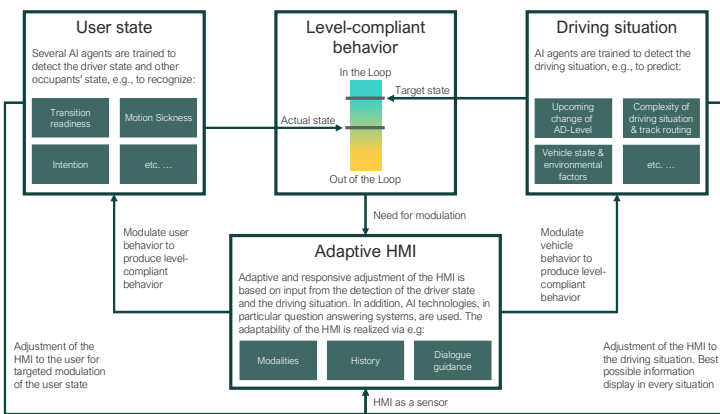 User state
Several AI agents are trained to
detect the driver state and other
occupants' state, e.g., to recognize:
Transition
readiness
Motion Sickness
Intention
etc. …
Level-compliant
behavior
In the Loop
Target state
Actual state
Out of the Loop
Driving situation
AI agents are trained to detect the
driving situation, e.g., to predict:
Upcoming
change of
AD-Level
Complexity of
driving situation
& track routing
Vehicle state &
environmental
factors
etc. …
Need for modulation
Modulate user
behavior to
produce level-
compliant
behavior
Adaptive HMI
Adaptive and responsive adjustment of the HMI is
based on input from the detection of the driver state
and the driving situation. In addition, AI technologies, in
particular question answering systems, are used. The
adaptability of the HMI is realized via e.g:
Modalities
History
Dialogue
guidance
Modulate
vehicle
behavior to
produce level-
compliant
behavior
Adjustment of the
HMI to the user for
targeted modulation
of the user state
Adjustment of the HMI to
the driving situation. Best
possible information
display in every situation
HMI as a sensor